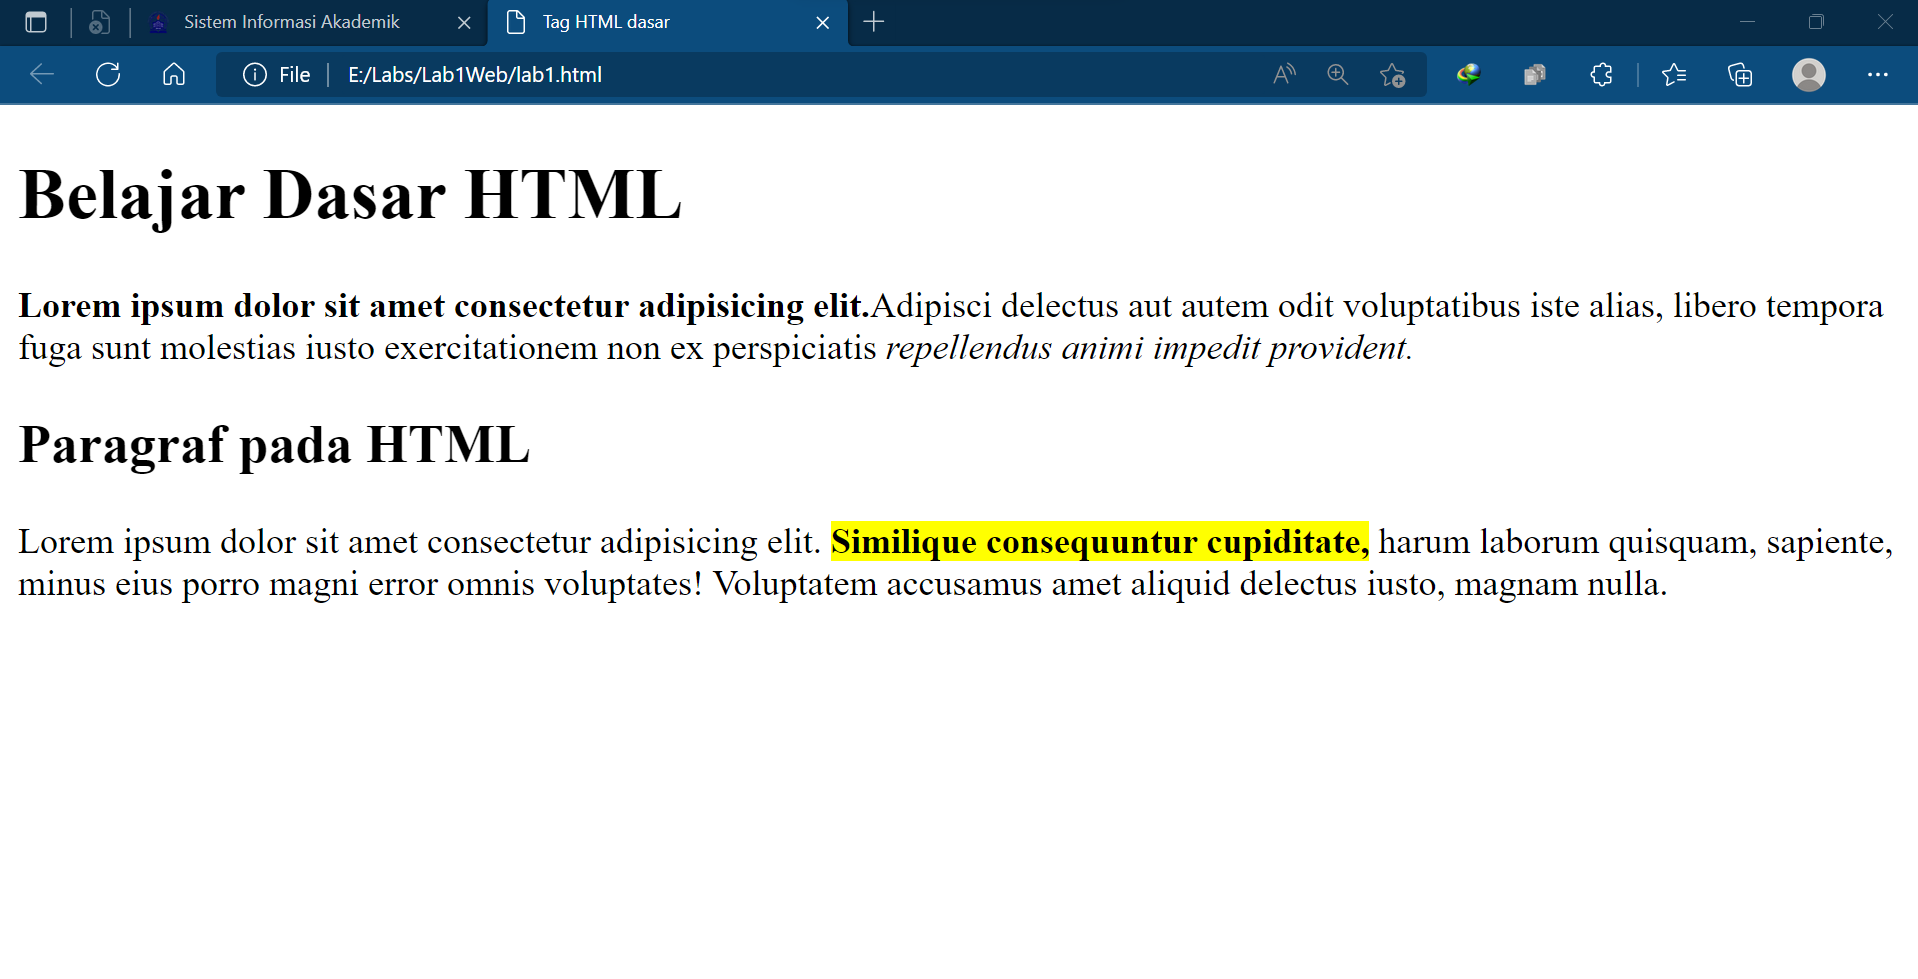 Sistem Informasi Akademik
Tag HTML dasar
File
E:/Labs/Lab1Web/lab1.html
Belajar Dasar HTML
Lorem ipsum dolor sit amet consectetur adipisicing elit.Adipisci delectus aut autem odit voluptatibus iste alias, libero tempora
fuga sunt molestias iusto exercitationem non ex perspiciatis repellendus animi impedit provident.
Paragraf pada HTML
Lorem ipsum dolor sit amet consectetur adipisicing elit. Similique consequuntur cupiditate, harum laborum quisquam, sapiente,
minus eius porro magni error omnis voluptates! Voluptatem accusamus amet aliquid delectus iusto, magnam nulla.